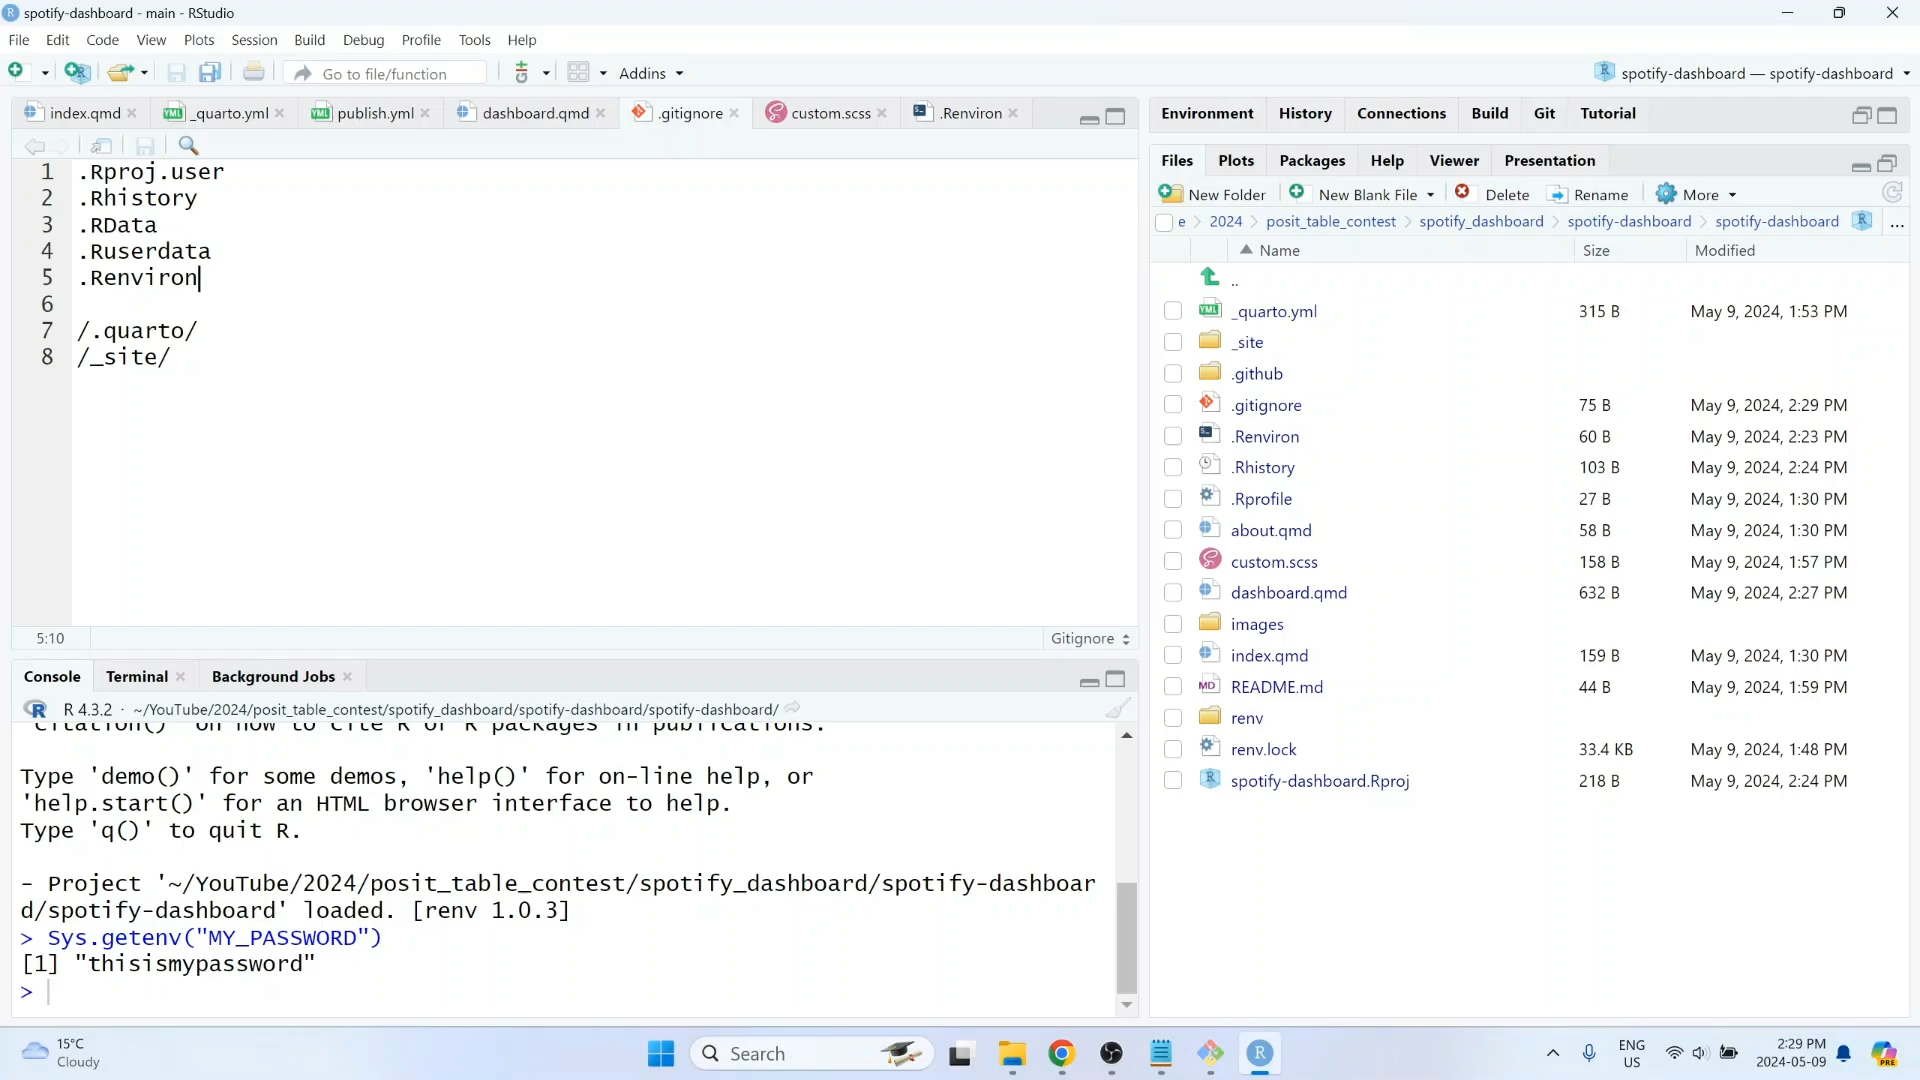 spotify-dashboard - main - RStudio
File Edit Code View Plots Session Build Debug Profile Tools Help
Go to file/function Addins spotify-dashboard — spotify-dashboard
index.qmd _quarto.yml publish.yml dashboard.qmd .gitignore custom.scss .Renviron
1 .Rproj.user
2 .Rhistory
3 .RData
4 .Ruserdata
5 .Renviron
6
7 /.quarto/
8 /_site/
5:10 Gitignore
Console Terminal Background Jobs
R 4.3.2 · ~/YouTube/2024/posit_table_contest/spotify_dashboard/spotify-dashboard/spotify-dashboard/
'citation()' on how to cite R or R packages in publications.
Type 'demo()' for some demos, 'help()' for on-line help, or
'help.start()' for an HTML browser interface to help.
Type 'q()' to quit R.
- Project '~/YouTube/2024/posit_table_contest/spotify_dashboard/spotify-dashboar
d/spotify-dashboard' loaded. [renv 1.0.3]
> Sys.getenv("MY_PASSWORD")
[1] "thisismypassword"
>
Environment History Connections Build Git Tutorial
Files Plots Packages Help Viewer Presentation
New Folder New Blank File Delete Rename More
e > 2024 > posit_table_contest > spotify_dashboard > spotify-dashboard > spotify-dashboard ...
Name Size Modified
..
_quarto.yml 315 B May 9, 2024, 1:53 PM
_site
.github
.gitignore 75 B May 9, 2024, 2:29 PM
.Renviron 60 B May 9, 2024, 2:23 PM
.Rhistory 103 B May 9, 2024, 2:24 PM
.Rprofile 27 B May 9, 2024, 1:30 PM
about.qmd 58 B May 9, 2024, 1:30 PM
custom.scss 158 B May 9, 2024, 1:57 PM
dashboard.qmd 632 B May 9, 2024, 2:27 PM
images
index.qmd 159 B May 9, 2024, 1:30 PM
README.md 44 B May 9, 2024, 1:59 PM
renv
renv.lock 33.4 KB May 9, 2024, 1:48 PM
spotify-dashboard.Rproj 218 B May 9, 2024, 2:24 PM
15°C
Cloudy
Search
ENG
US
2:29 PM
2024-05-09